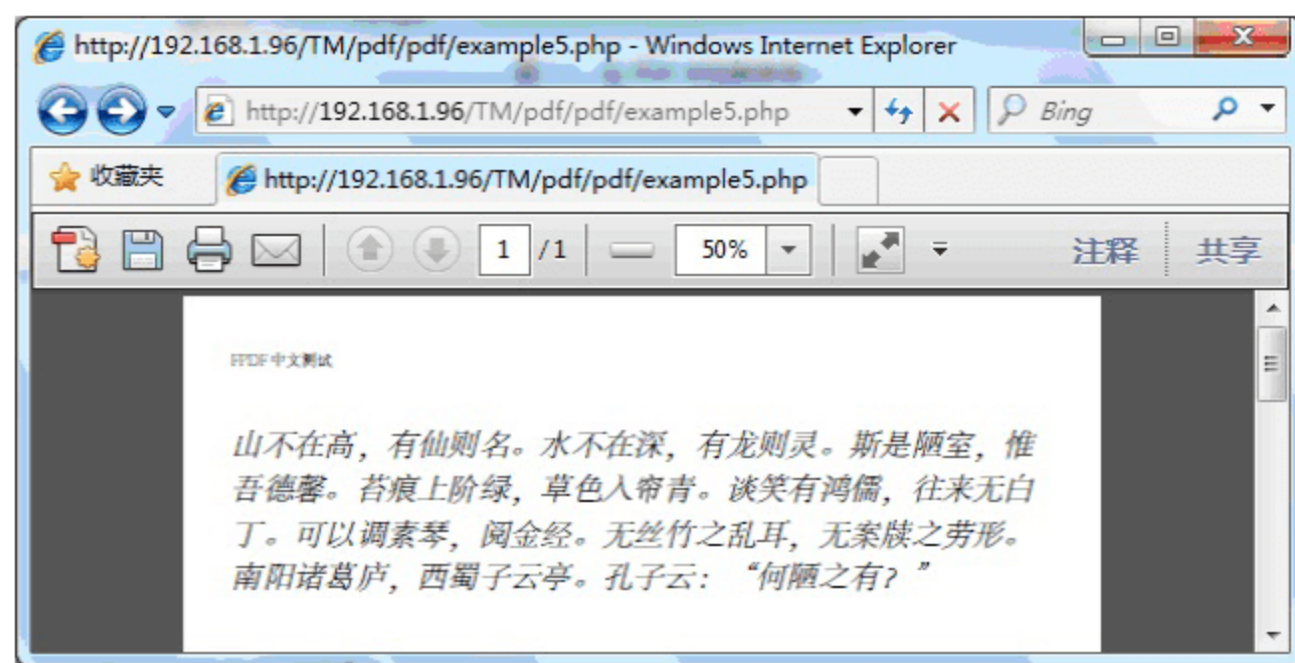 http://192.168.1.96/TM/pdf/pdf/example5.php - Windows Internet Explorer
http://192.168.1.96/TM/pdf/pdf/example5.php Bing
收藏夹 http://192.168.1.96/TM/pdf/pdf/example5.php
1 /1 50% 注释 共享
FPDF 中文测试
山不在高，有仙则名。水不在深，有龙则灵。斯是陋室，惟
吾德馨。苔痕上阶绿，草色入帘青。谈笑有鸿儒，往来无白
丁。可以调素琴，阅金经。无丝竹之乱耳，无案牍之劳形。
南阳诸葛庐，西蜀子云亭。孔子云：“何陋之有？”